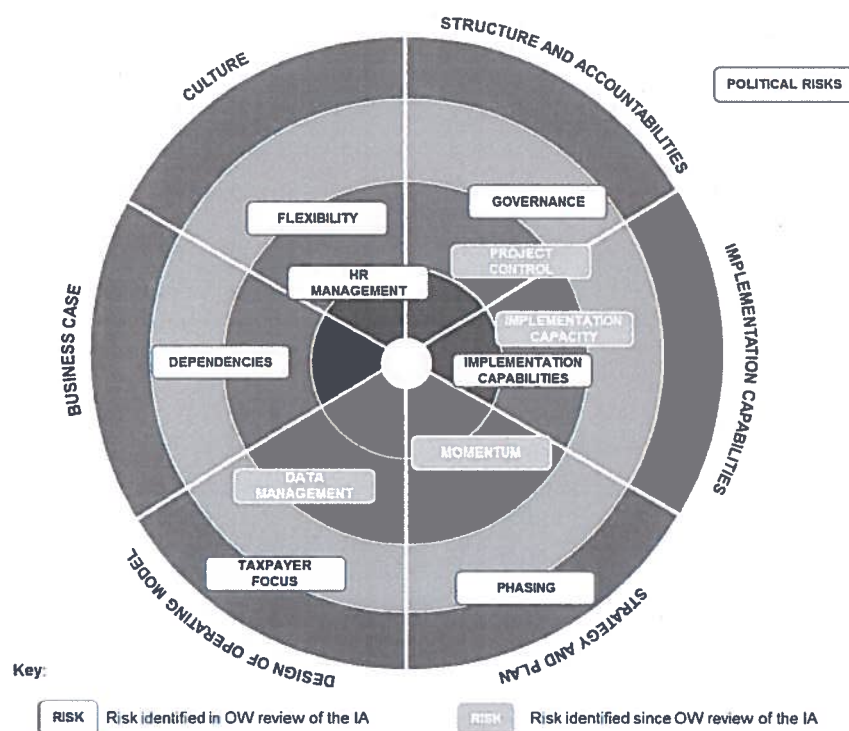 STRUCTURE AND ACCOUNTABILITIES
CULTURE
POLITICAL RISKS
GOVERNANCE
FLEXIBILITY
PROJECT
CONTROL
HR
MANAGEMENT
IMPLEMENTATION CAPABILITIES
BUSINESS CASE
IMPLEMENTATION
CAPACITY
DEPENDENCIES
IMPLEMENTATION
CAPABILITIES
MOMENTUM
DATA
MANAGEMENT
TAXPAYER
FOCUS
PHASING
DESIGN OF OPERATING MODEL
STRATEGY AND PLAN
Key:
RISK Risk identified in OW review of the IA
RISK Risk identified since OW review of the IA